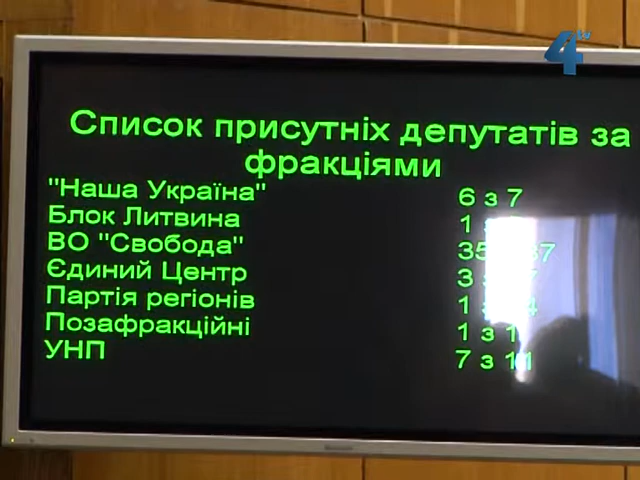 4 TV
Список присутніх депутатів за
фракціями
"Наша Україна" 6 з 7
Блок Литвина 1
ВО "Свобода" 35
Єдиний Центр 3
Партія регіонів 1
Позафракційні 1 з 1
УНП 7 з 11